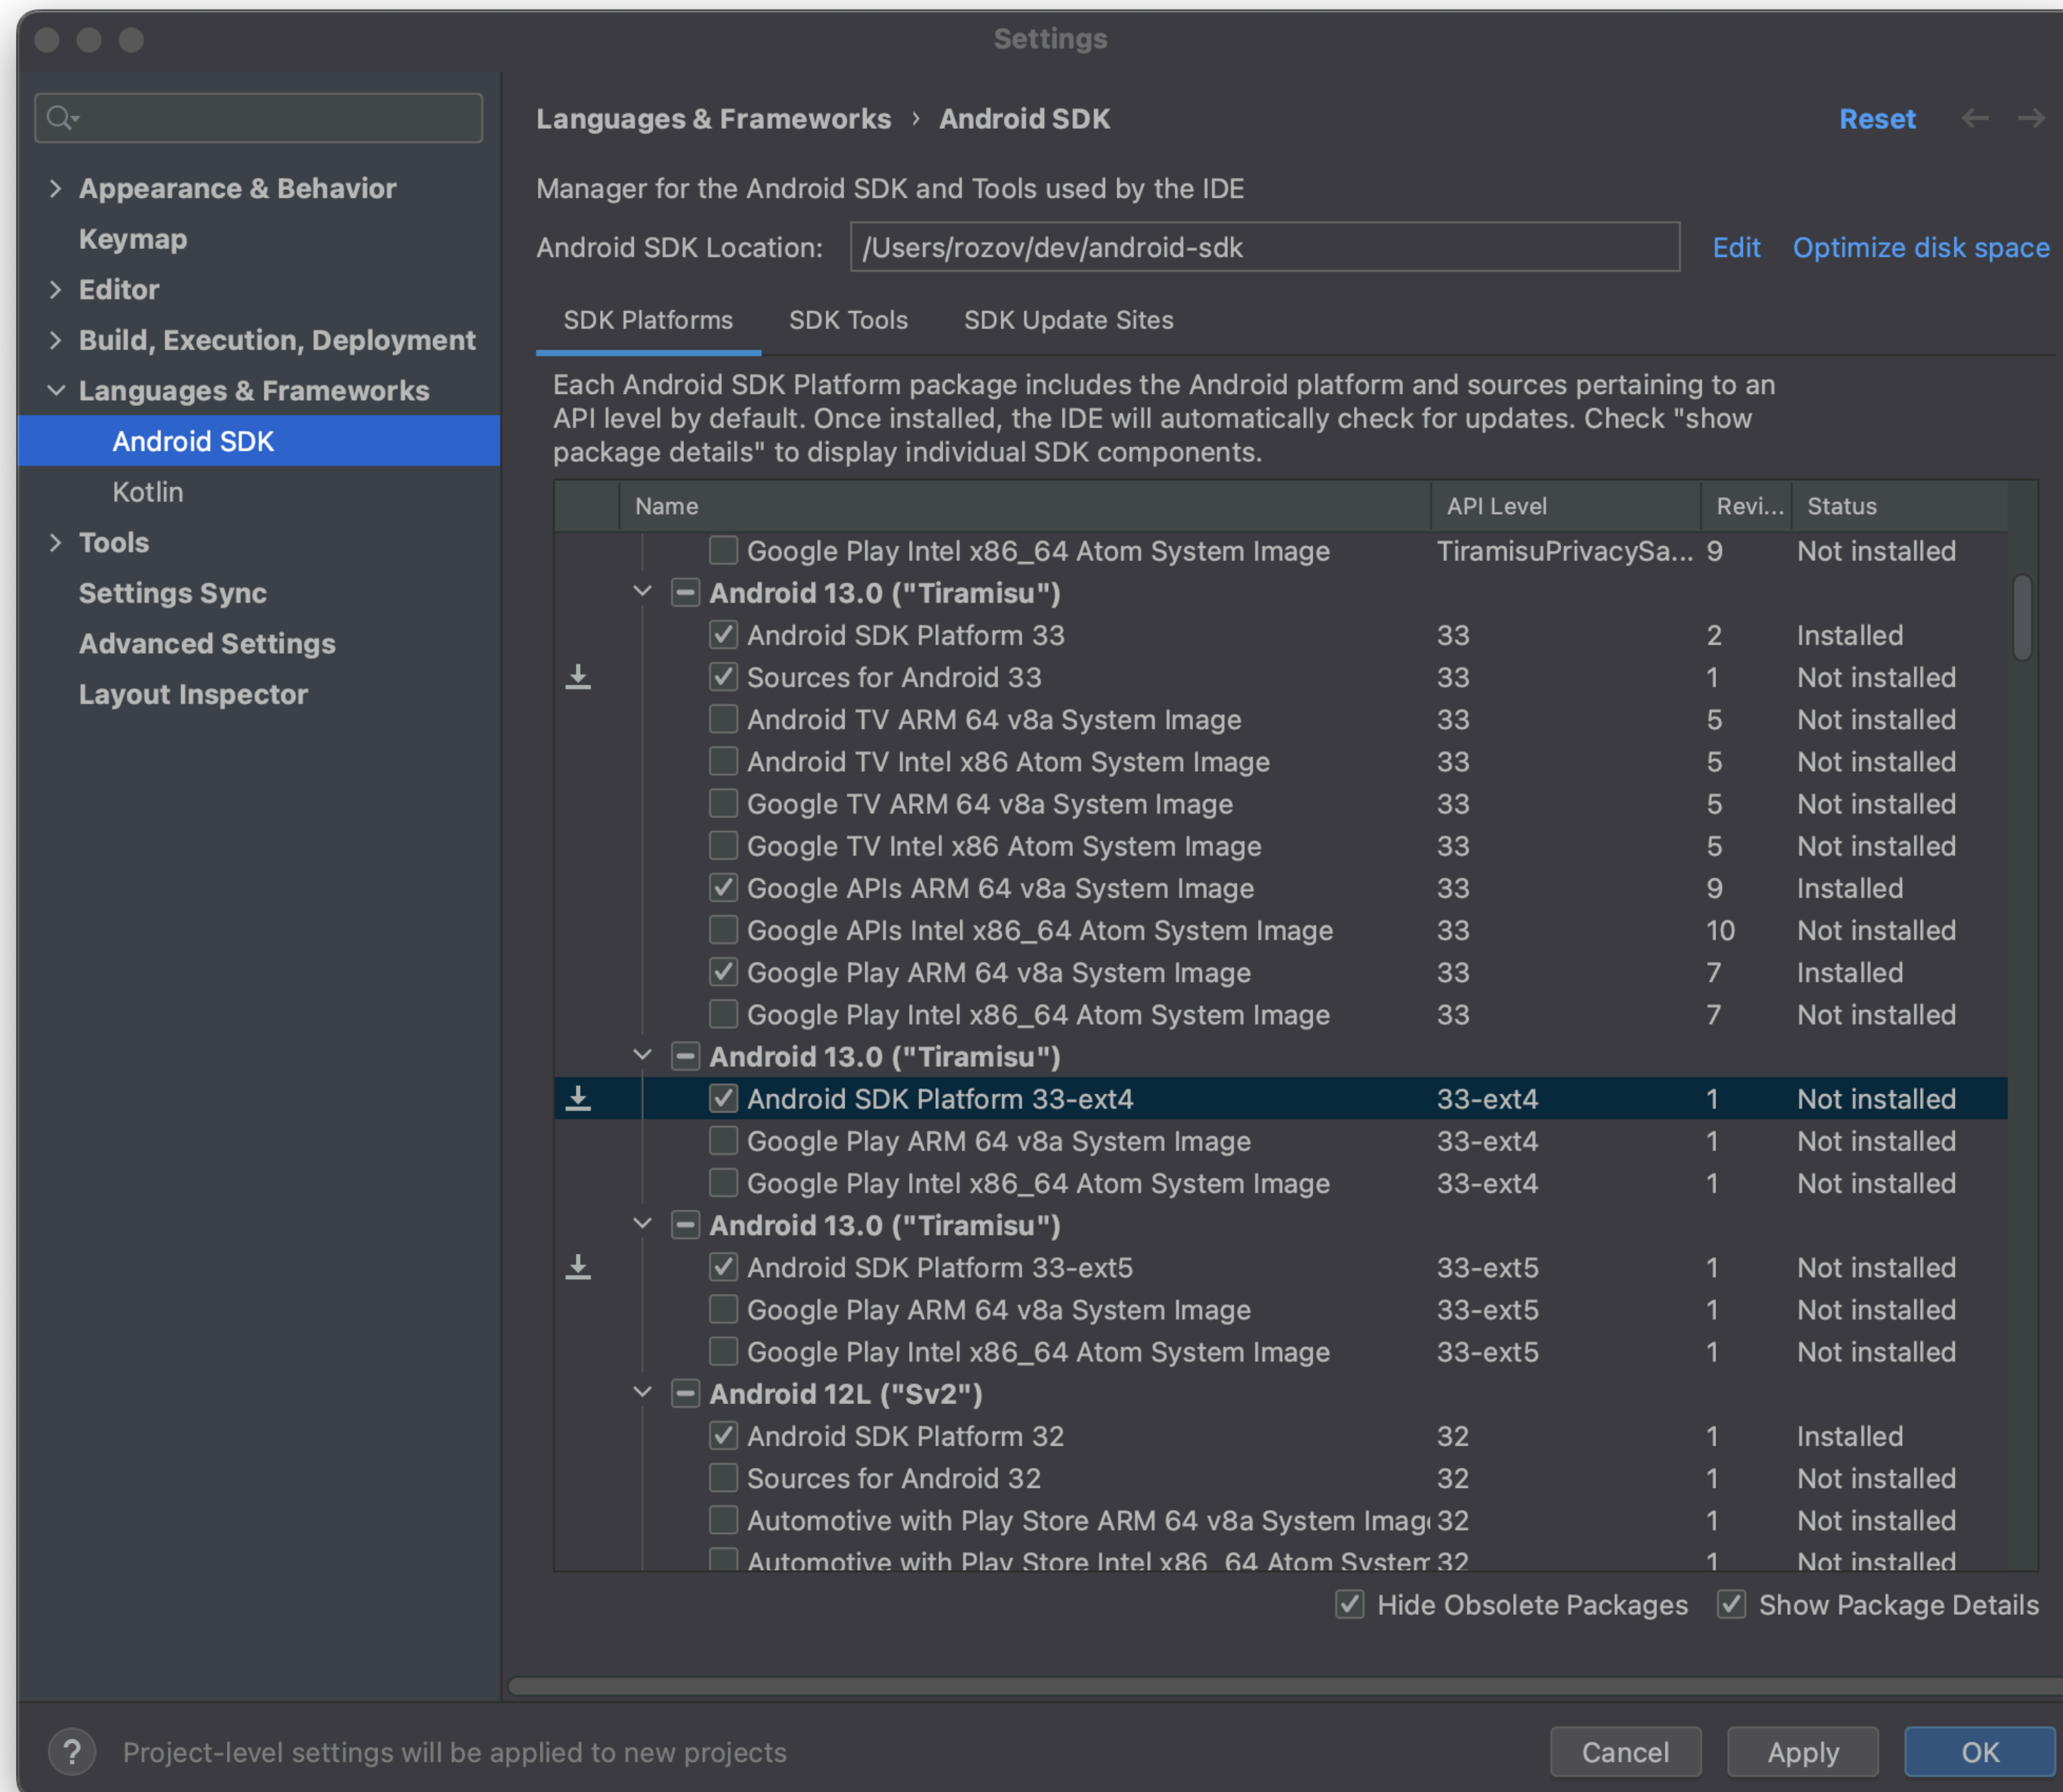 Settings
Appearance & Behavior
Keymap
Editor
Build, Execution, Deployment
Languages & Frameworks
Android SDK
Kotlin
Tools
Settings Sync
Advanced Settings
Layout Inspector
Languages & Frameworks › Android SDK
Reset
Manager for the Android SDK and Tools used by the IDE
Android SDK Location: /Users/rozov/dev/android-sdk Edit Optimize disk space
SDK Platforms SDK Tools SDK Update Sites
Each Android SDK Platform package includes the Android platform and sources pertaining to an
API level by default. Once installed, the IDE will automatically check for updates. Check "show
package details" to display individual SDK components.
Name API Level Revi... Status
Google Play Intel x86_64 Atom System Image TiramisuPrivacySa... 9 Not installed
Android 13.0 ("Tiramisu")
Android SDK Platform 33 33 2 Installed
Sources for Android 33 33 1 Not installed
Android TV ARM 64 v8a System Image 33 5 Not installed
Android TV Intel x86 Atom System Image 33 5 Not installed
Google TV ARM 64 v8a System Image 33 5 Not installed
Google TV Intel x86 Atom System Image 33 5 Not installed
Google APIs ARM 64 v8a System Image 33 9 Installed
Google APIs Intel x86_64 Atom System Image 33 10 Not installed
Google Play ARM 64 v8a System Image 33 7 Installed
Google Play Intel x86_64 Atom System Image 33 7 Not installed
Android 13.0 ("Tiramisu")
Android SDK Platform 33-ext4 33-ext4 1 Not installed
Google Play ARM 64 v8a System Image 33-ext4 1 Not installed
Google Play Intel x86_64 Atom System Image 33-ext4 1 Not installed
Android 13.0 ("Tiramisu")
Android SDK Platform 33-ext5 33-ext5 1 Not installed
Google Play ARM 64 v8a System Image 33-ext5 1 Not installed
Google Play Intel x86_64 Atom System Image 33-ext5 1 Not installed
Android 12L ("Sv2")
Android SDK Platform 32 32 1 Installed
Sources for Android 32 32 1 Not installed
Automotive with Play Store ARM 64 v8a System Imag 32 1 Not installed
Automotive with Play Store Intel x86_64 Atom System 32 1 Not installed
Hide Obsolete Packages Show Package Details
? Project-level settings will be applied to new projects
Cancel Apply OK